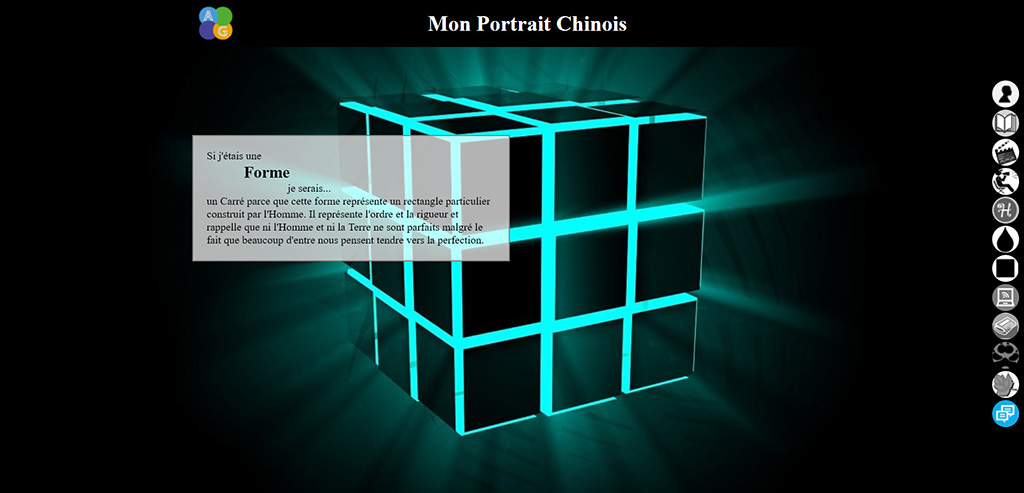 A
G
Mon Portrait Chinois
Si j'étais une
Forme
je serais...
un Carré parce que cette forme représente un rectangle particulier
construit par l'Homme. Il représente l'ordre et la rigueur et
rappelle que ni l'Homme et ni la Terre ne sont parfaits malgré le
fait que beaucoup d'entre nous pensent tendre vers la perfection.
H